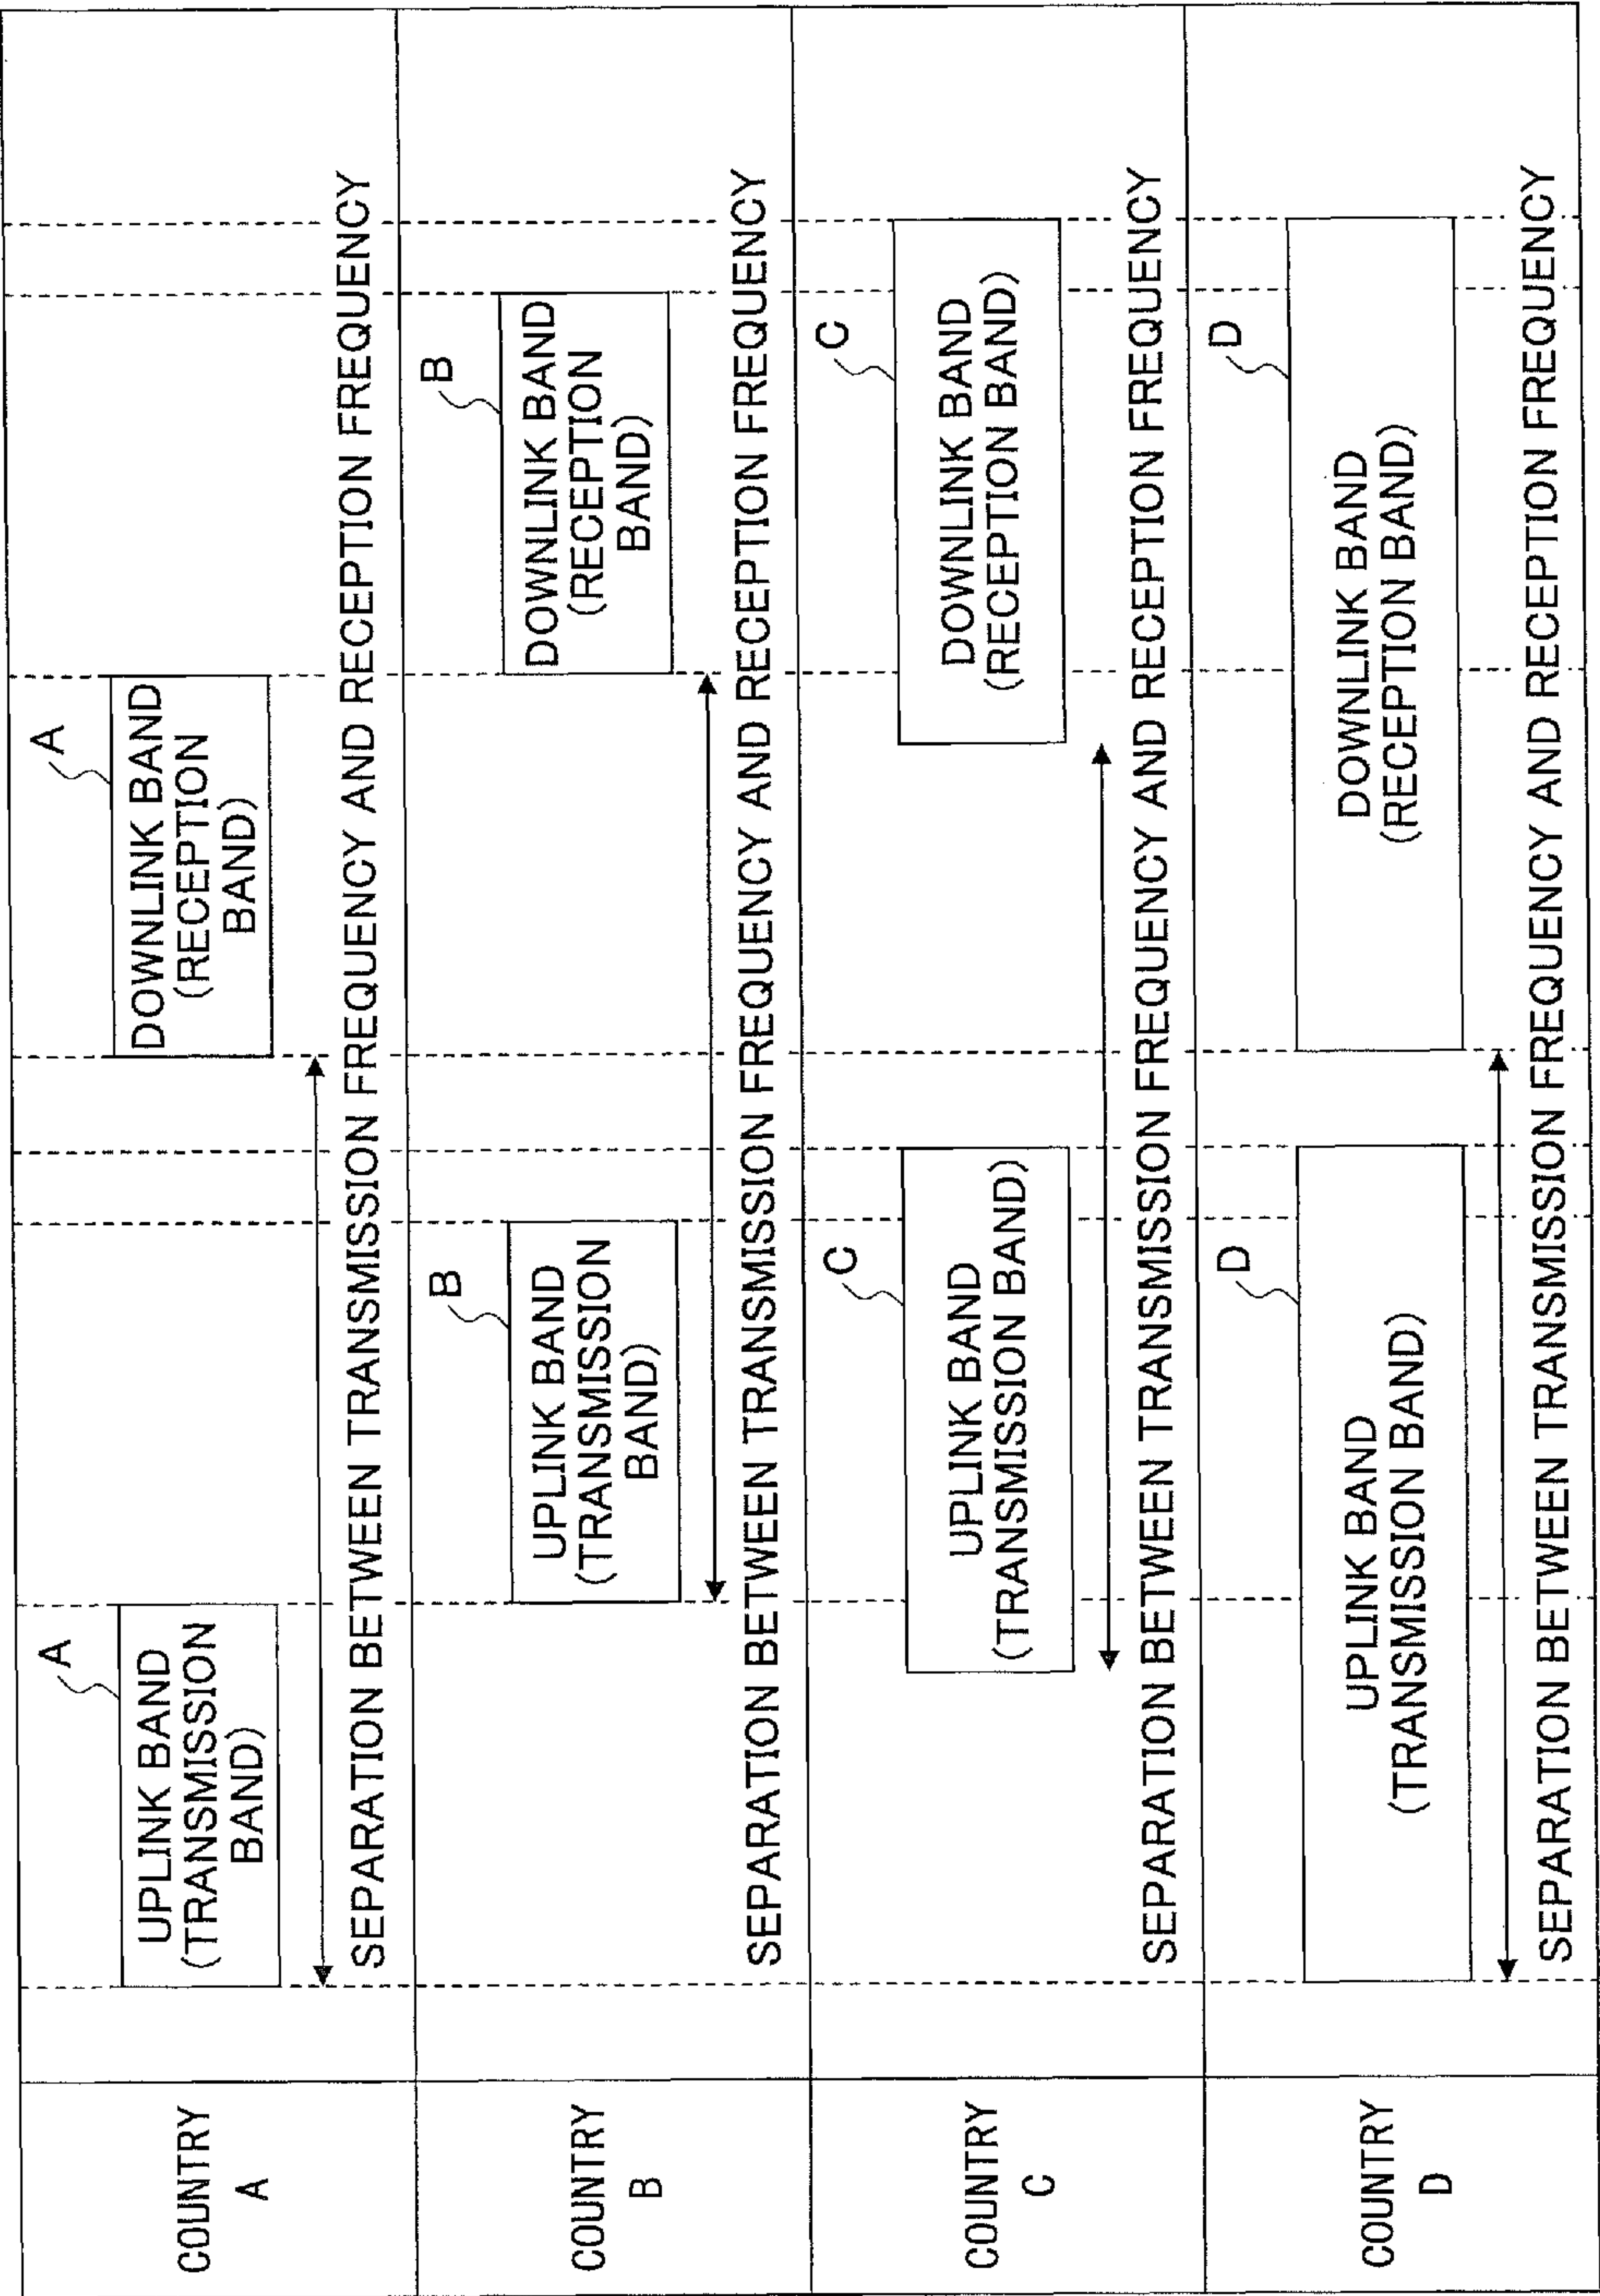 COUNTRY
A
A
UPLINK BAND
(TRANSMISSION
BAND)
A
DOWNLINK BAND
(RECEPTION
BAND)
SEPARATION BETWEEN TRANSMISSION FREQUENCY AND RECEPTION FREQUENCY
COUNTRY
B
B
UPLINK BAND
(TRANSMISSION
BAND)
B
DOWNLINK BAND
(RECEPTION
BAND)
SEPARATION BETWEEN TRANSMISSION FREQUENCY AND RECEPTION FREQUENCY
COUNTRY
C
C
UPLINK BAND
(TRANSMISSION BAND)
C
DOWNLINK BAND
(RECEPTION BAND)
SEPARATION BETWEEN TRANSMISSION FREQUENCY AND RECEPTION FREQUENCY
COUNTRY
D
D
UPLINK BAND
(TRANSMISSION BAND)
D
DOWNLINK BAND
(RECEPTION BAND)
SEPARATION BETWEEN TRANSMISSION FREQUENCY AND RECEPTION FREQUENCY